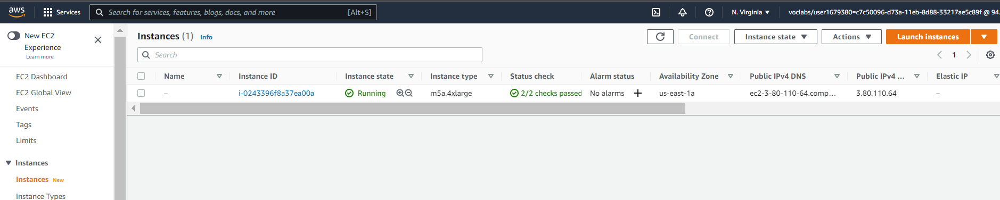 aws Services Search for services, features, blogs, docs, and more [Alt+S] N. Virginia voclabs/user1679380=c7c50096-d73a-11eb-8d88-33217ae5c89f @ 94.
New EC2
Experience
Learn more
EC2 Dashboard
EC2 Global View
Events
Tags
Limits
Instances
Instances New
Instance Types
Instances (1) Info Connect Instance state Actions Launch instances
Search 1
Name Instance ID Instance state Instance type Status check Alarm status Availability Zone Public IPv4 DNS Public IPv4 ... Elastic IP
– i-0243396f8a37ea00a Running m5a.4xlarge 2/2 checks passed No alarms + us-east-1a ec2-3-80-110-64.comp... 3.80.110.64 –